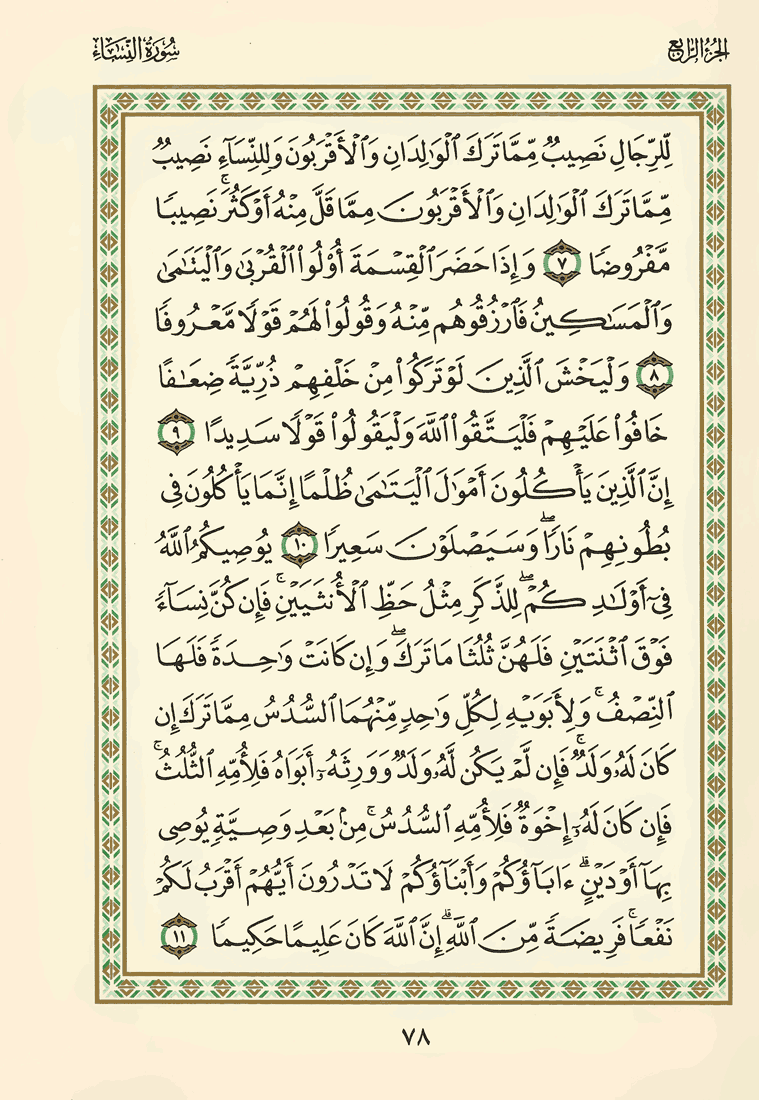 الجزء الرابع
سورة النساء
لِّلرِّجَالِ نَصِيبٌ مِّمَّا تَرَكَ ٱلْوَٰلِدَانِ وَٱلْأَقْرَبُونَ وَلِلنِّسَآءِ نَصِيبٌ
مِّمَّا تَرَكَ ٱلْوَٰلِدَانِ وَٱلْأَقْرَبُونَ مِمَّا قَلَّ مِنْهُ أَوْ كَثُرَ ۚ نَصِيبًا
مَّفْرُوضًا ٧ وَإِذَا حَضَرَ ٱلْقِسْمَةَ أُو۟لُوا۟ ٱلْقُرْبَىٰ وَٱلْيَتَٰمَىٰ
وَٱلْمَسَٰكِينُ فَٱرْزُقُوهُم مِّنْهُ وَقُولُوا۟ لَهُمْ قَوْلًا مَّعْرُوفًا
٨ وَلْيَخْشَ ٱلَّذِينَ لَوْ تَرَكُوا۟ مِنْ خَلْفِهِمْ ذُرِّيَّةً ضِعَٰفًا
خَافُوا۟ عَلَيْهِمْ فَلْيَتَّقُوا۟ ٱللَّهَ وَلْيَقُولُوا۟ قَوْلًا سَدِيدًا ٩
إِنَّ ٱلَّذِينَ يَأْكُلُونَ أَمْوَٰلَ ٱلْيَتَٰمَىٰ ظُلْمًا إِنَّمَا يَأْكُلُونَ فِى
بُطُونِهِمْ نَارًا ۖ وَسَيَصْلَوْنَ سَعِيرًا ١٠ يُوصِيكُمُ ٱللَّهُ
فِىٓ أَوْلَٰدِكُمْ ۖ لِلذَّكَرِ مِثْلُ حَظِّ ٱلْأُنثَيَيْنِ ۚ فَإِن كُنَّ نِسَآءً
فَوْقَ ٱثْنَتَيْنِ فَلَهُنَّ ثُلُثَا مَا تَرَكَ ۖ وَإِن كَانَتْ وَٰحِدَةً فَلَهَا
ٱلنِّصْفُ ۚ وَلِأَبَوَيْهِ لِكُلِّ وَٰحِدٍ مِّنْهُمَا ٱلسُّدُسُ مِمَّا تَرَكَ إِن
كَانَ لَهُۥ وَلَدٌ ۚ فَإِن لَّمْ يَكُن لَّهُۥ وَلَدٌ وَوَرِثَهُۥٓ أَبَوَاهُ فَلِأُمِّهِ ٱلثُّلُثُ ۚ
فَإِن كَانَ لَهُۥٓ إِخْوَةٌ فَلِأُمِّهِ ٱلسُّدُسُ ۚ مِنۢ بَعْدِ وَصِيَّةٍ يُوصِى
بِهَآ أَوْ دَيْنٍ ۗ ءَابَآؤُكُمْ وَأَبْنَآؤُكُمْ لَا تَدْرُونَ أَيُّهُمْ أَقْرَبُ لَكُمْ
نَفْعًا ۚ فَرِيضَةً مِّنَ ٱللَّهِ ۗ إِنَّ ٱللَّهَ كَانَ عَلِيمًا حَكِيمًا ١١
٧٨